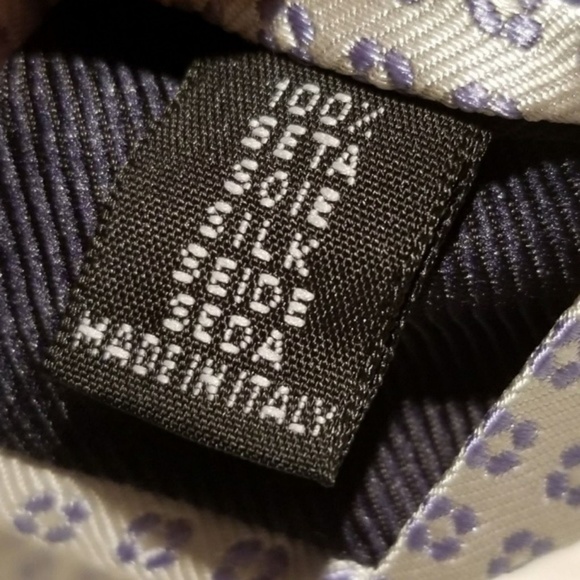 100%
SETA
SOIE
SILK
SEIDE
SEDA
MADE IN ITALY